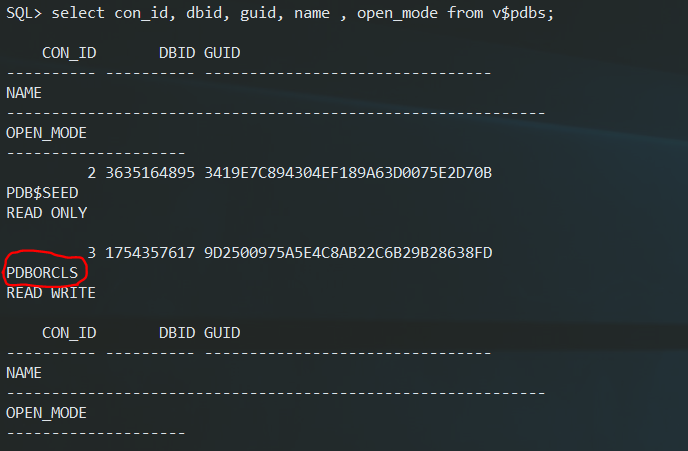 SQL> select con_id, dbid, guid, name , open_mode from v$pdbs;
    CON_ID       DBID GUID
---------- ---------- --------------------------------
NAME
------------------------------------------------------------
OPEN_MODE
--------------------
         2 3635164895 3419E7C894304EF189A63D0075E2D70B
PDB$SEED
READ ONLY
         3 1754357617 9D2500975A5E4C8AB22C6B29B28638FD
PDBORCLS
READ WRITE
    CON_ID       DBID GUID
---------- ---------- --------------------------------
NAME
------------------------------------------------------------
OPEN_MODE
--------------------